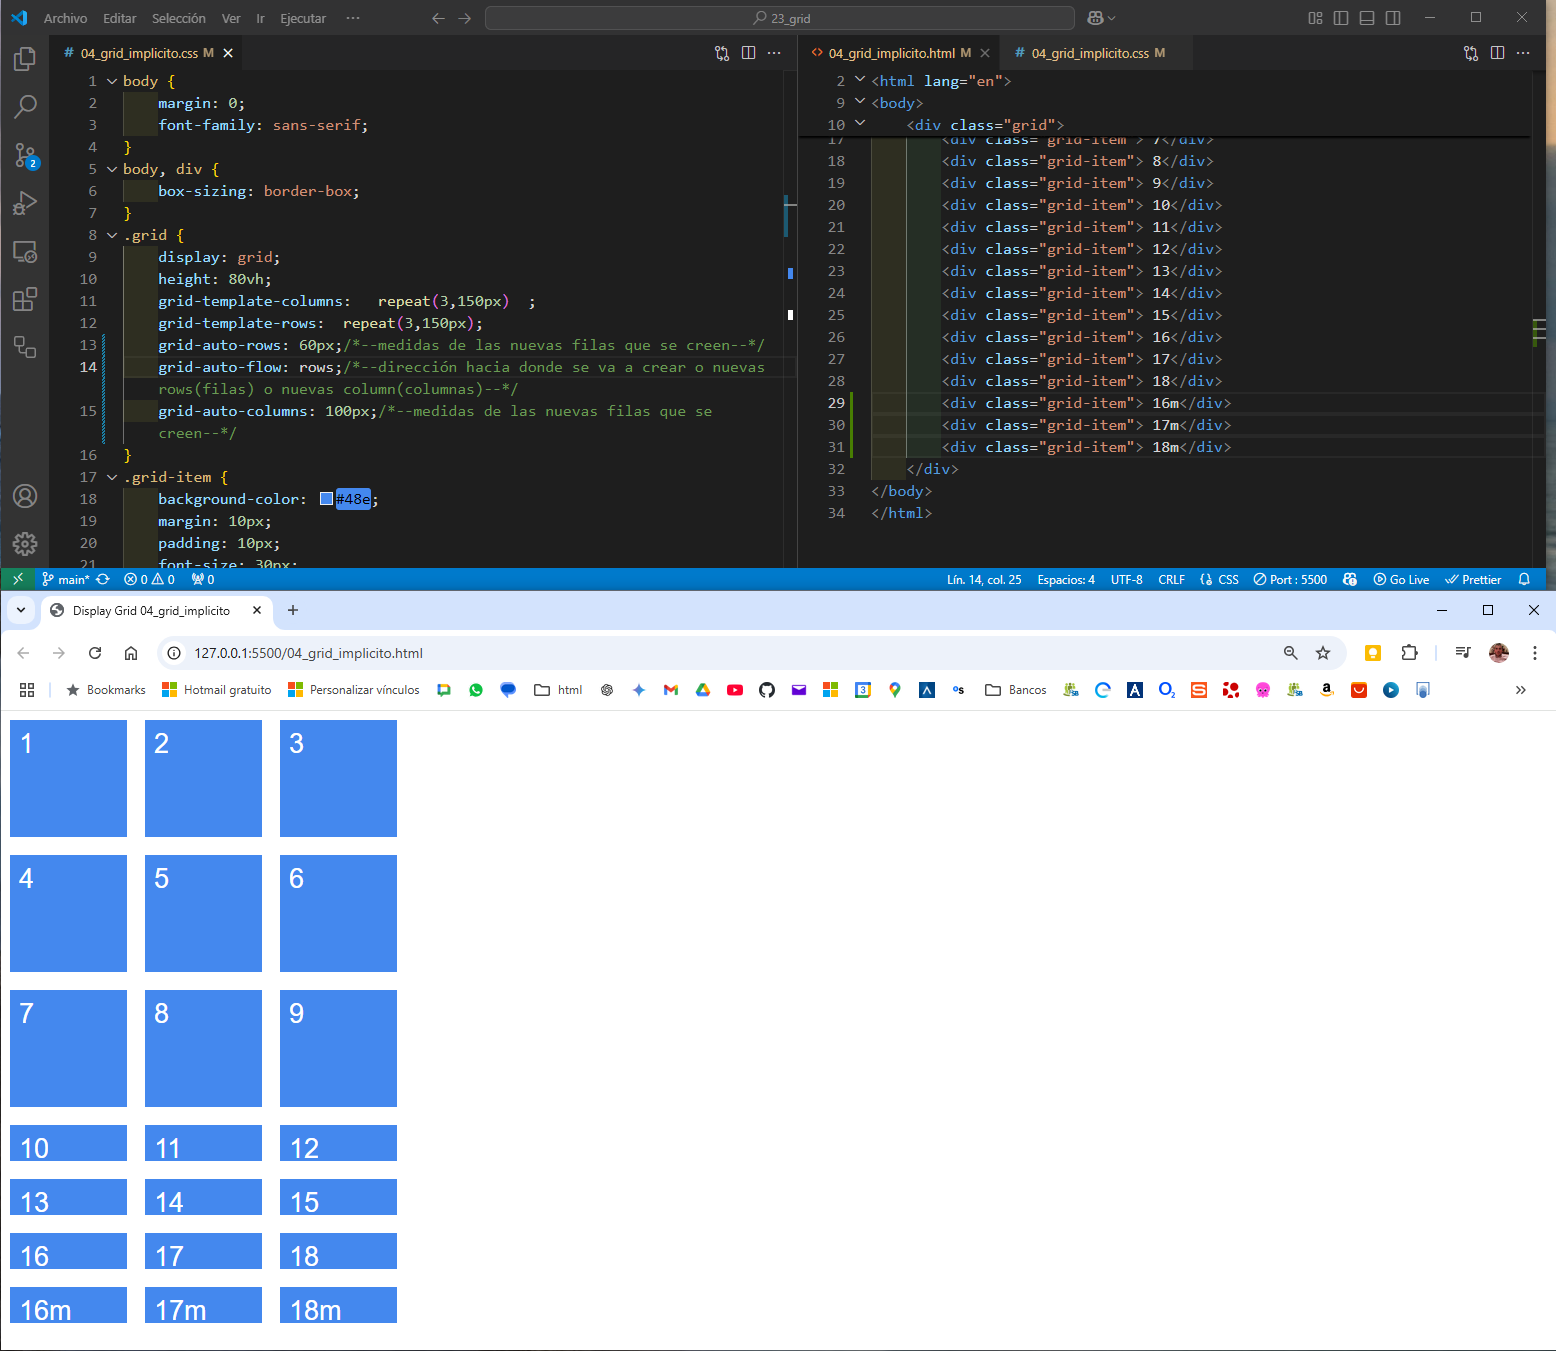 Archivo Editar Selección Ver Ir Ejecutar ··· 23_grid
# 04_grid_implicito.css M
1 body {
2 margin: 0;
3 font-family: sans-serif;
4 }
5 body, div {
6 box-sizing: border-box;
7 }
8 .grid {
9 display: grid;
10 height: 80vh;
11 grid-template-columns: repeat(3,150px) ;
12 grid-template-rows: repeat(3,150px);
13 grid-auto-rows: 60px;/*--medidas de las nuevas filas que se creen--*/
14 grid-auto-flow: rows;/*--dirección hacia donde se va a crear o nuevas
rows(filas) o nuevas column(columnas)--*/
15 grid-auto-columns: 100px;/*--medidas de las nuevas filas que se
creen--*/
16 }
17 .grid-item {
18 background-color: #48e;
19 margin: 10px;
20 padding: 10px;
21 font-size: 30px;
<> 04_grid_implicito.html M # 04_grid_implicito.css M
2 <html lang="en">
9 <body>
10 <div class="grid">
17 <div class="grid-item"> 7</div>
18 <div class="grid-item"> 8</div>
19 <div class="grid-item"> 9</div>
20 <div class="grid-item"> 10</div>
21 <div class="grid-item"> 11</div>
22 <div class="grid-item"> 12</div>
23 <div class="grid-item"> 13</div>
24 <div class="grid-item"> 14</div>
25 <div class="grid-item"> 15</div>
26 <div class="grid-item"> 16</div>
27 <div class="grid-item"> 17</div>
28 <div class="grid-item"> 18</div>
29 <div class="grid-item"> 16m</div>
30 <div class="grid-item"> 17m</div>
31 <div class="grid-item"> 18m</div>
32 </div>
33 </body>
34 </html>
2
main* 0 0 0 Lín. 14, col. 25 Espacios: 4 UTF-8 CRLF {} CSS Port : 5500 Go Live Prettier
Display Grid 04_grid_implicito
127.0.0.1:5500/04_grid_implicito.html
Bookmarks Hotmail gratuito Personalizar vínculos html Bancos
1 2 3
4 5 6
7 8 9
10 11 12
13 14 15
16 17 18
16m 17m 18m